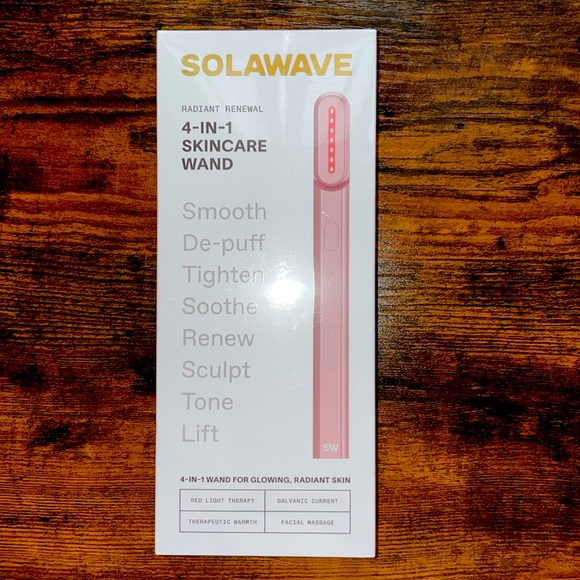 SOLAWAVE
RADIANT RENEWAL
4-IN-1
SKINCARE
WAND
Smooth
De-puff
Tighten
Soothe
Renew
Sculpt
Tone
Lift
SW
4-IN-1 WAND FOR GLOWING, RADIANT SKIN
RED LIGHT THERAPY
GALVANIC CURRENT
THERAPEUTIC WARMTH
FACIAL MASSAGE